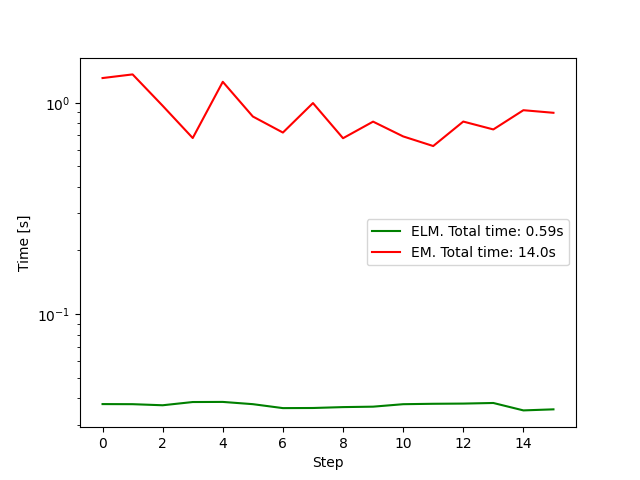 10⁰
10⁻¹
Time [s]
ELM. Total time: 0.59s
EM. Total time: 14.0s
0 2 4 6 8 10 12 14
Step